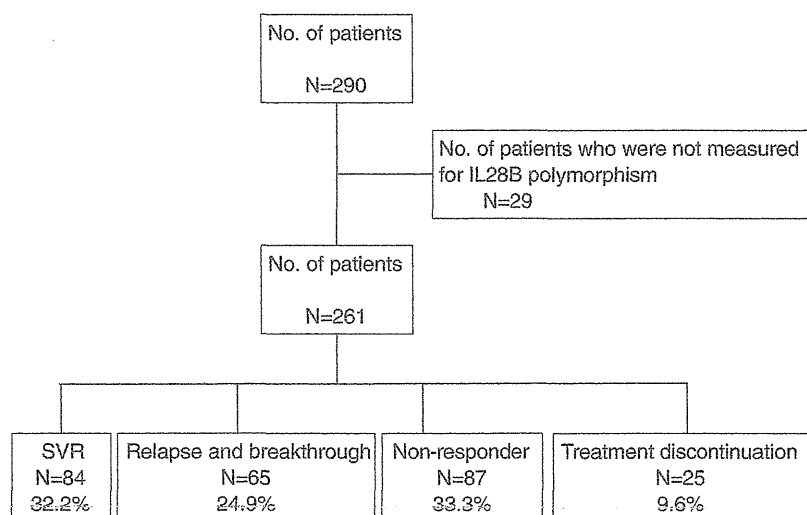 No. of patients
N=290
No. of patients who were not measured
for IL28B polymorphism
N=29
No. of patients
N=261
SVR
N=84
32.2%
Relapse and breakthrough
N=65
24.9%
Non-responder
N=87
33.3%
Treatment discontinuation
N=25
9.6%